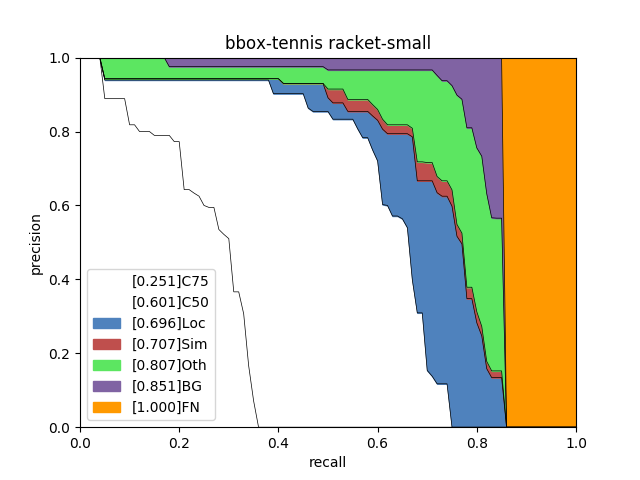 bbox-tennis racket-small
1.0
0.8
0.6
0.4
0.2
0.0
precision
[0.251]C75
[0.601]C50
[0.696]Loc
[0.707]Sim
[0.807]Oth
[0.851]BG
[1.000]FN
0.0 0.2 0.4 0.6 0.8 1.0
recall